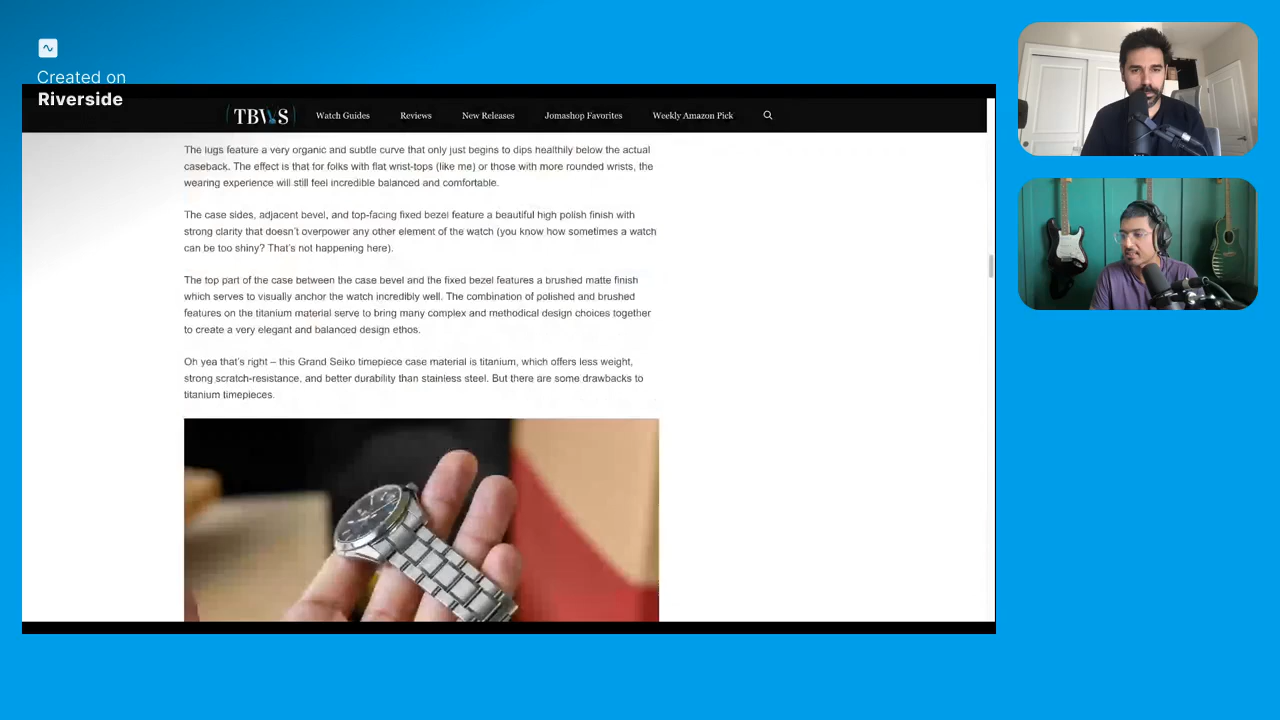 Created on
Riverside
TBWS Watch Guides Reviews New Releases Jomashop Favorites Weekly Amazon Pick
The lugs feature a very organic and subtle curve that only just begins to dips healthily below the actual
caseback. The effect is that for folks with flat wrist-tops (like me) or those with more rounded wrists, the
wearing experience will still feel incredible balanced and comfortable.
The case sides, adjacent bevel, and top-facing fixed bezel feature a beautiful high polish finish with
strong clarity that doesn't overpower any other element of the watch (you know how sometimes a watch
can be too shiny? That's not happening here).
The top part of the case between the case bevel and the fixed bezel features a brushed matte finish
which serves to visually anchor the watch incredibly well. The combination of polished and brushed
features on the titanium material serve to bring many complex and methodical design choices together
to create a very elegant and balanced design ethos.
Oh yea that's right – this Grand Seiko timepiece case material is titanium, which offers less weight,
strong scratch-resistance, and better durability than stainless steel. But there are some drawbacks to
titanium timepieces.